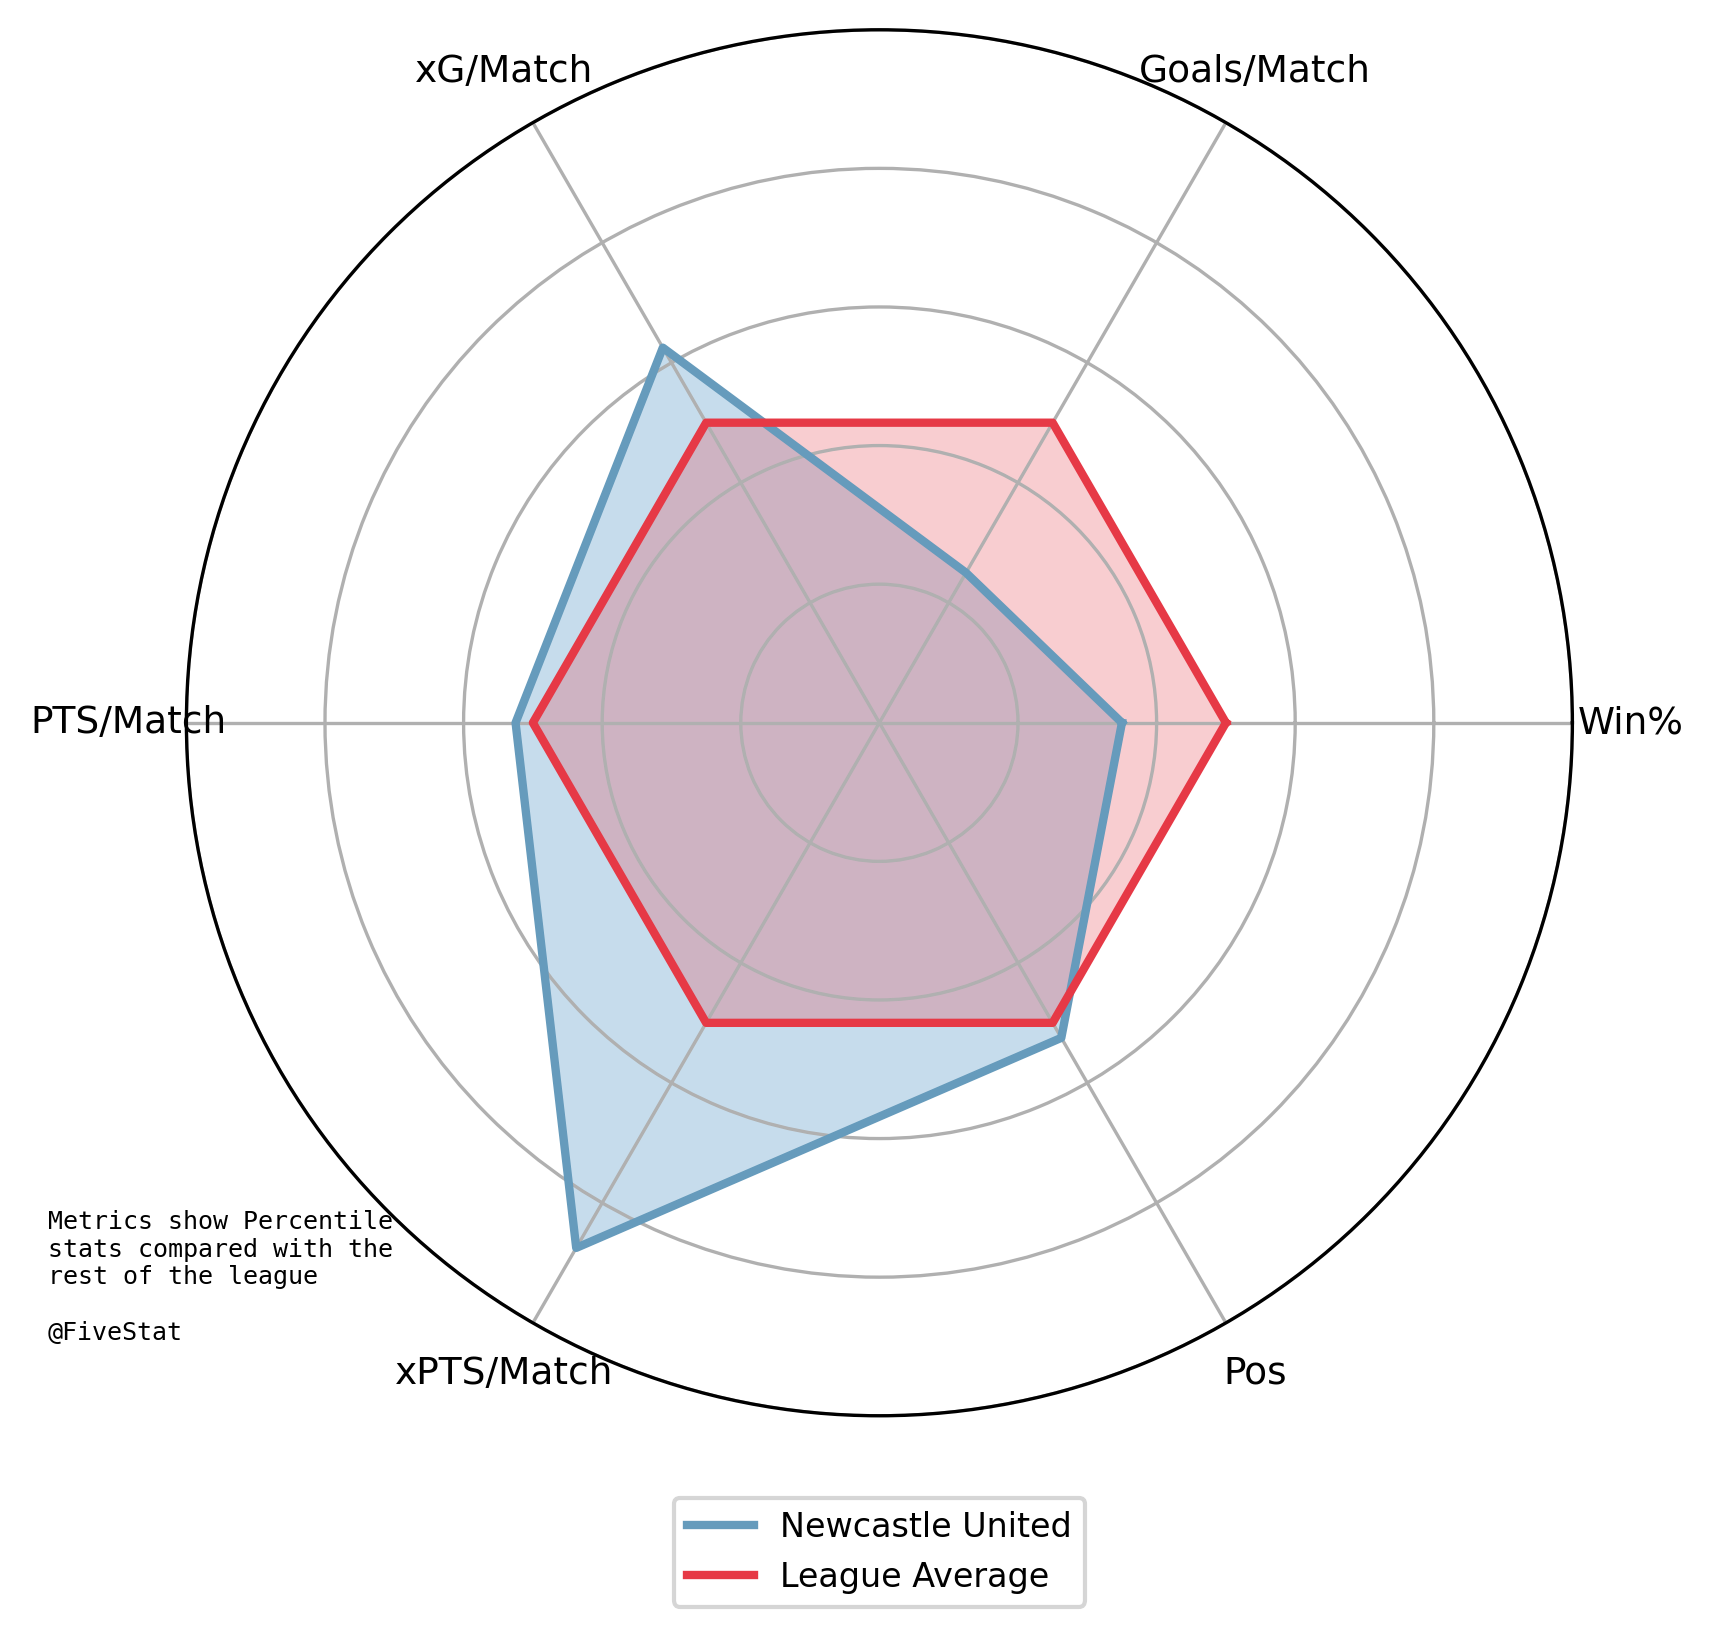 xG/Match
Goals/Match
PTS/Match
Win%
Metrics show Percentile
stats compared with the
rest of the league
@FiveStat
xPTS/Match
Pos
Newcastle United
League Average